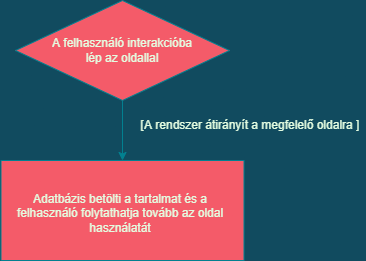 A felhasználó interakcióba
lép az oldallal
[A rendszer átirányít a megfelelő oldalra ]
Adatbázis betölti a tartalmat és a
felhasználó folytathatja tovább az oldal
használatát